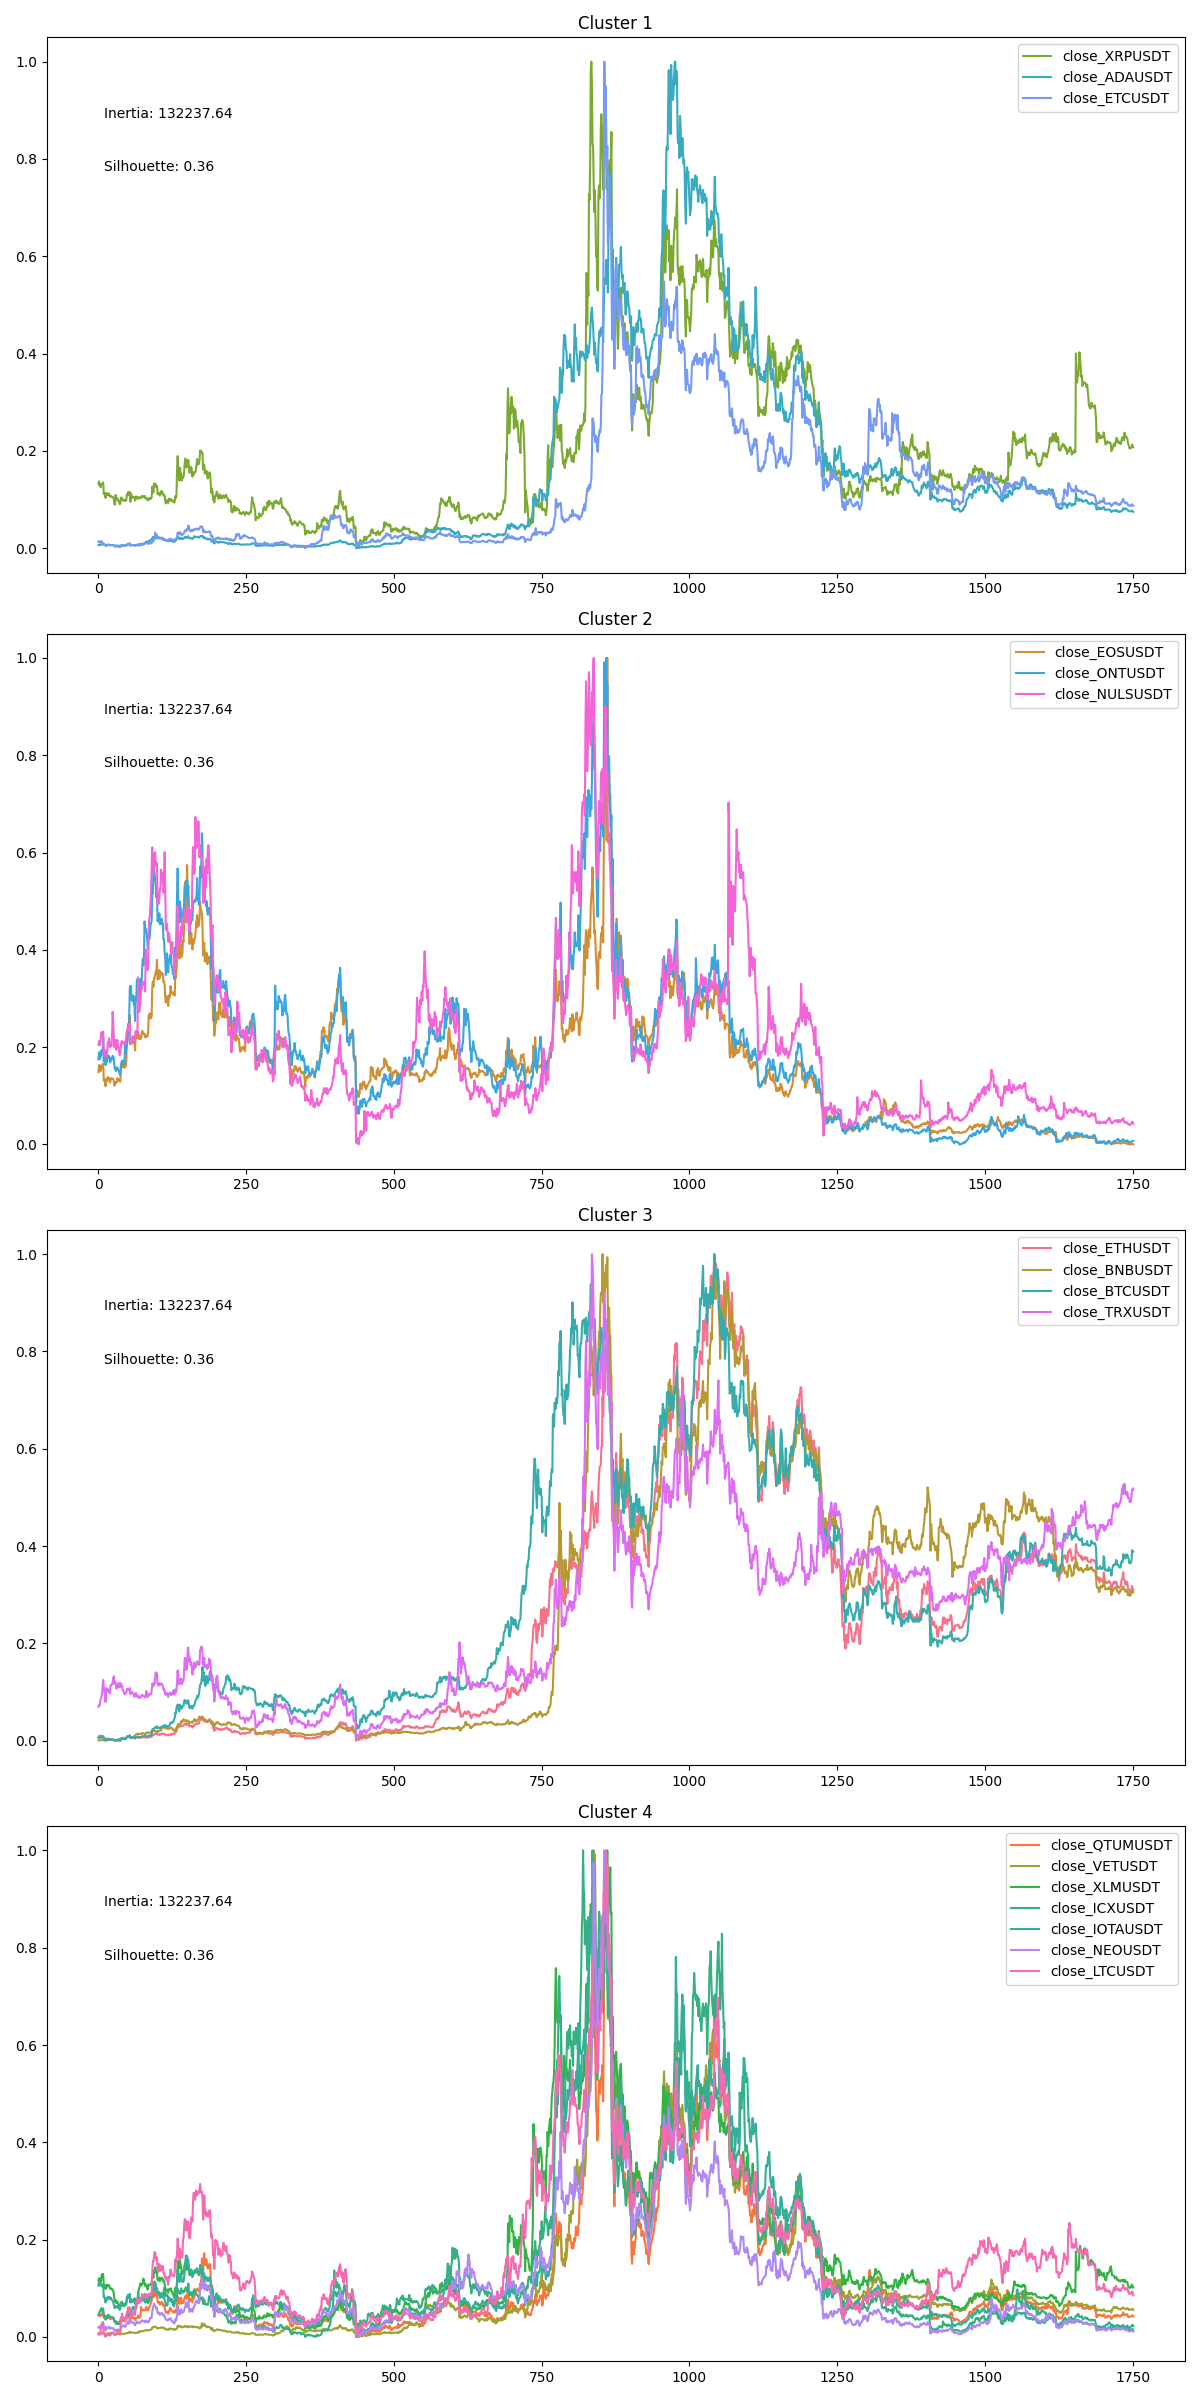 Cluster 1
1.0
0.8
0.6
0.4
0.2
0.0
Inertia: 132237.64
Silhouette: 0.36
close_XRPUSDT
close_ADAUSDT
close_ETCUSDT
0 250 500 750 1000 1250 1500 1750
Cluster 2
1.0
0.8
0.6
0.4
0.2
0.0
Inertia: 132237.64
Silhouette: 0.36
close_EOSUSDT
close_ONTUSDT
close_NULSUSDT
0 250 500 750 1000 1250 1500 1750
Cluster 3
1.0
0.8
0.6
0.4
0.2
0.0
Inertia: 132237.64
Silhouette: 0.36
close_ETHUSDT
close_BNBUSDT
close_BTCUSDT
close_TRXUSDT
0 250 500 750 1000 1250 1500 1750
Cluster 4
1.0
0.8
0.6
0.4
0.2
0.0
Inertia: 132237.64
Silhouette: 0.36
close_QTUMUSDT
close_VETUSDT
close_XLMUSDT
close_ICXUSDT
close_IOTAUSDT
close_NEOUSDT
close_LTCUSDT
0 250 500 750 1000 1250 1500 1750